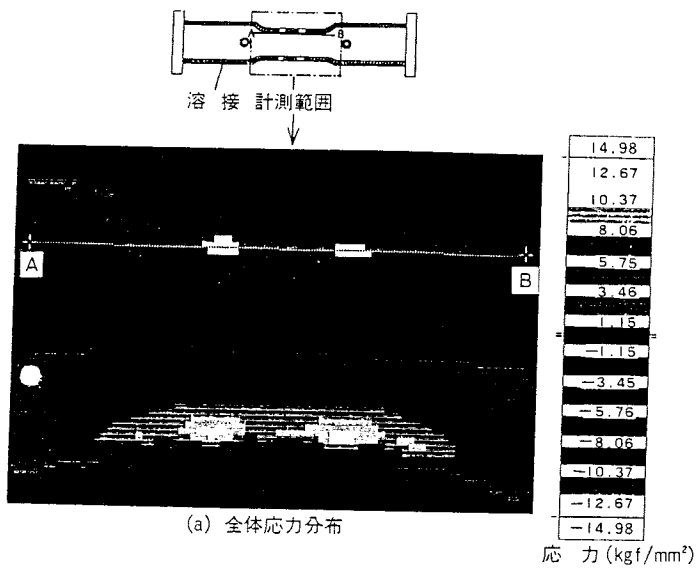 A B
溶接 計測範囲
A
B
14.98
12.67
10.37
8.06
5.75
3.46
1.15
-1.15
-3.45
-5.76
-8.06
-10.37
-12.67
-14.98
(a) 全体応力分布
応 力 (kgf/mm²)